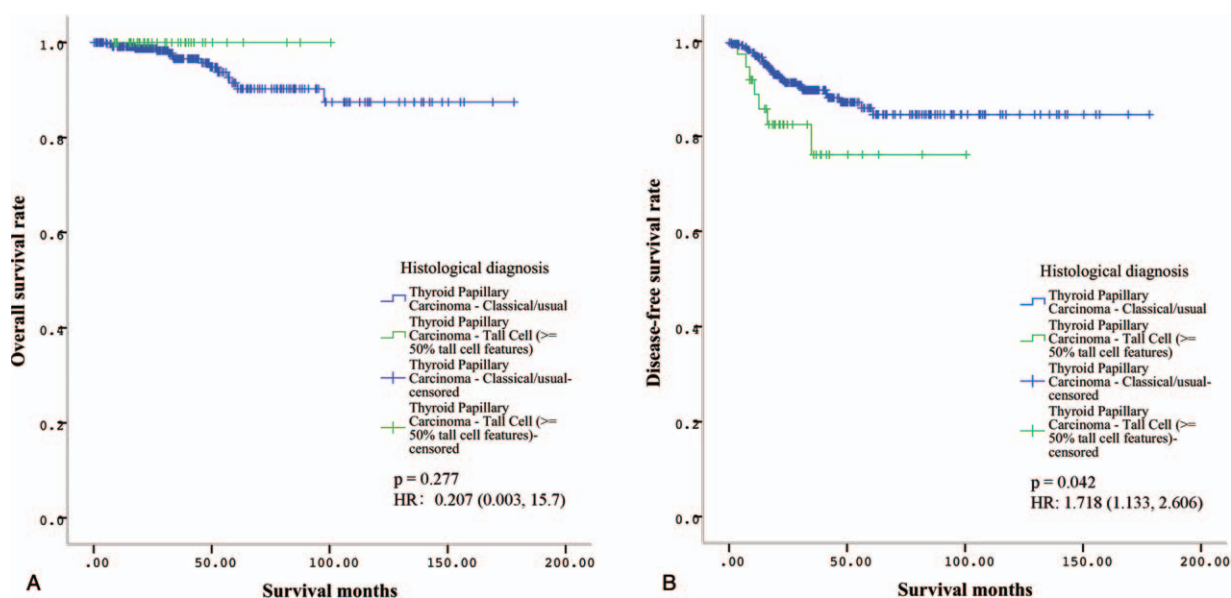 Overall survival rate
1.0
0.8
0.6
0.4
0.2
0.0
Histological diagnosis
Thyroid Papillary
Carcinoma - Classical/usual
Thyroid Papillary
Carcinoma - Tall Cell (>=
50% tall cell features)
Thyroid Papillary
Carcinoma - Classical/usual-
censored
Thyroid Papillary
Carcinoma - Tall Cell (>=
50% tall cell features)-
censored
p = 0.277
HR: 0.207 (0.003, 15.7)
.00 50.00 100.00 150.00 200.00
A
Survival months
Disease-free survival rate
1.0
0.8
0.6
0.4
0.2
0.0
Histological diagnosis
Thyroid Papillary
Carcinoma - Classical/usual
Thyroid Papillary
Carcinoma - Tall Cell (>=
50% tall cell features)
Thyroid Papillary
Carcinoma - Classical/usual-
censored
Thyroid Papillary
Carcinoma - Tall Cell (>=
50% tall cell features)-
censored
p = 0.042
HR: 1.718 (1.133, 2.606)
.00 50.00 100.00 150.00 200.00
B
Survival months